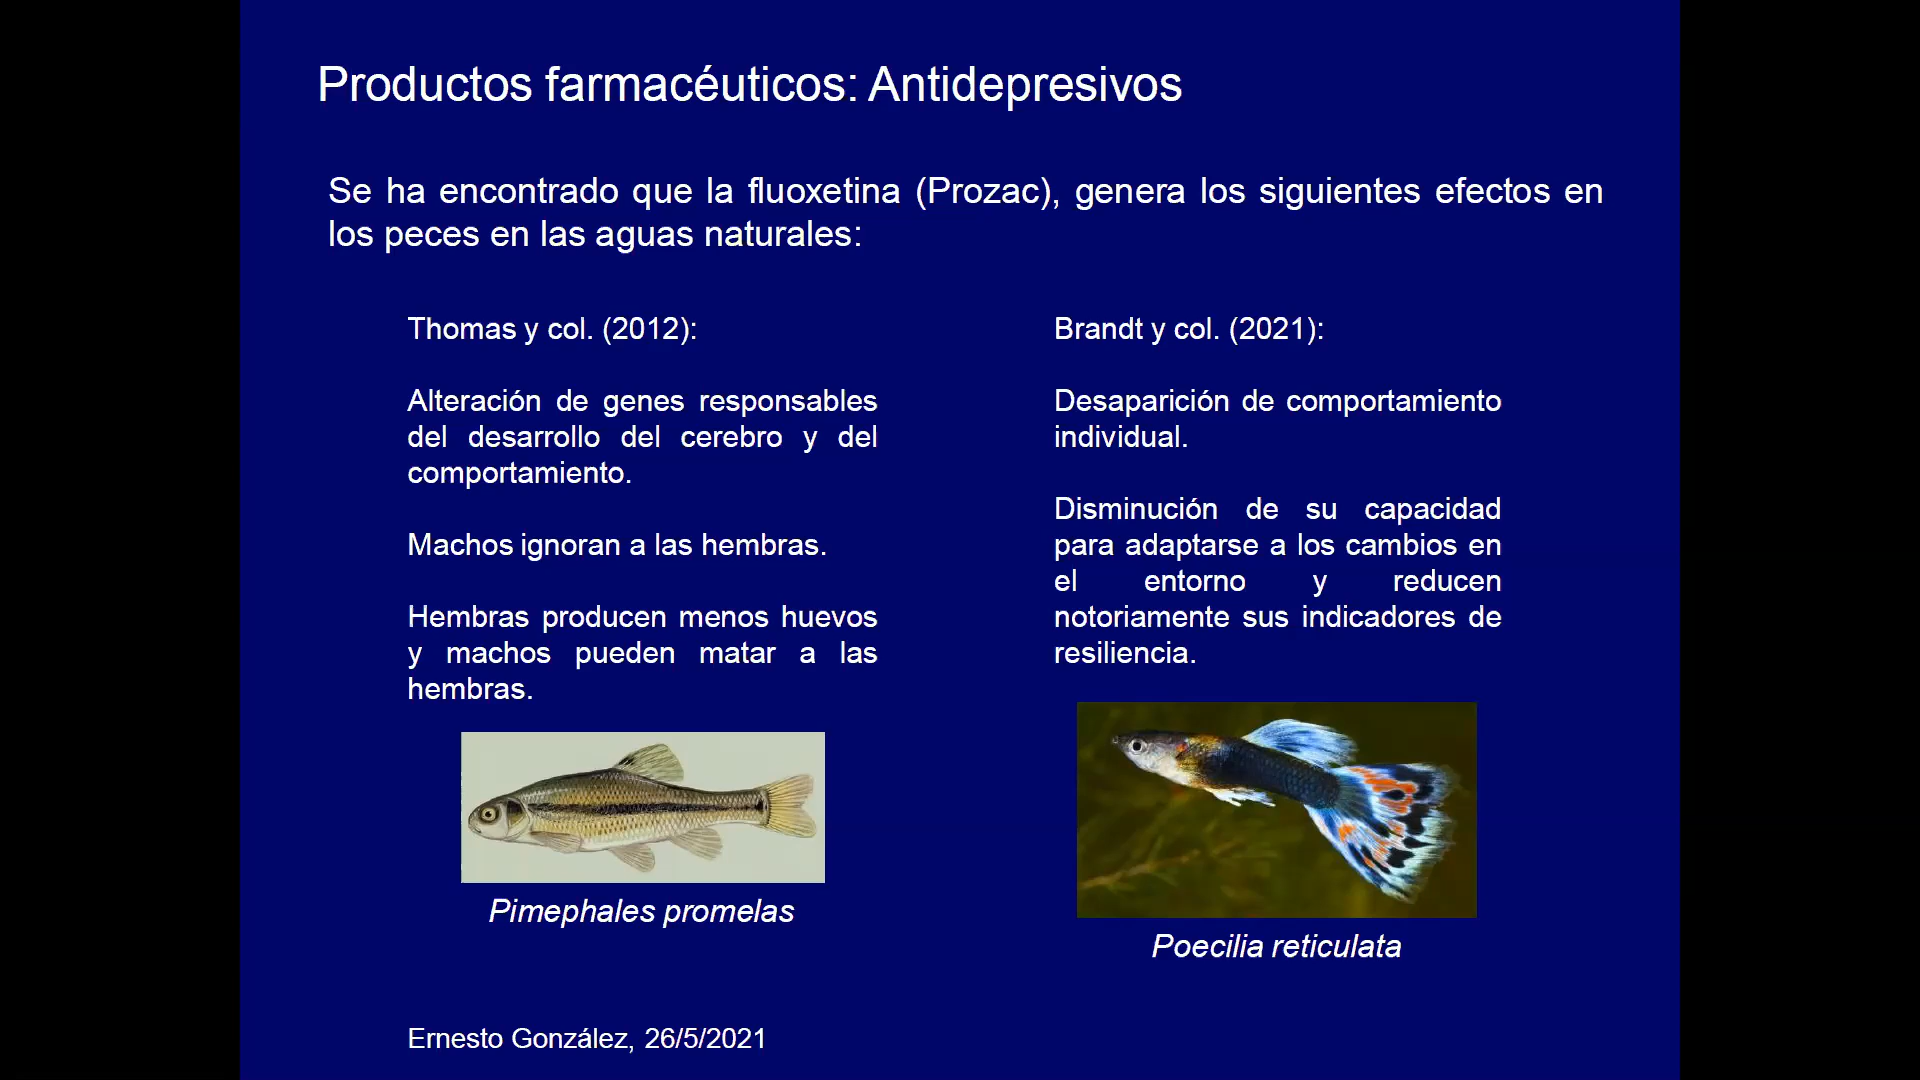 Productos farmacéuticos: Antidepresivos
Se ha encontrado que la fluoxetina (Prozac), genera los siguientes efectos en
los peces en las aguas naturales:
Thomas y col. (2012):
Alteración de genes responsables
del desarrollo del cerebro y del
comportamiento.
Machos ignoran a las hembras.
Hembras producen menos huevos
y machos pueden matar a las
hembras.
Pimephales promelas
Brandt y col. (2021):
Desaparición de comportamiento
individual.
Disminución de su capacidad
para adaptarse a los cambios en
el entorno y reducen
notoriamente sus indicadores de
resiliencia.
Poecilia reticulata
Ernesto González, 26/5/2021